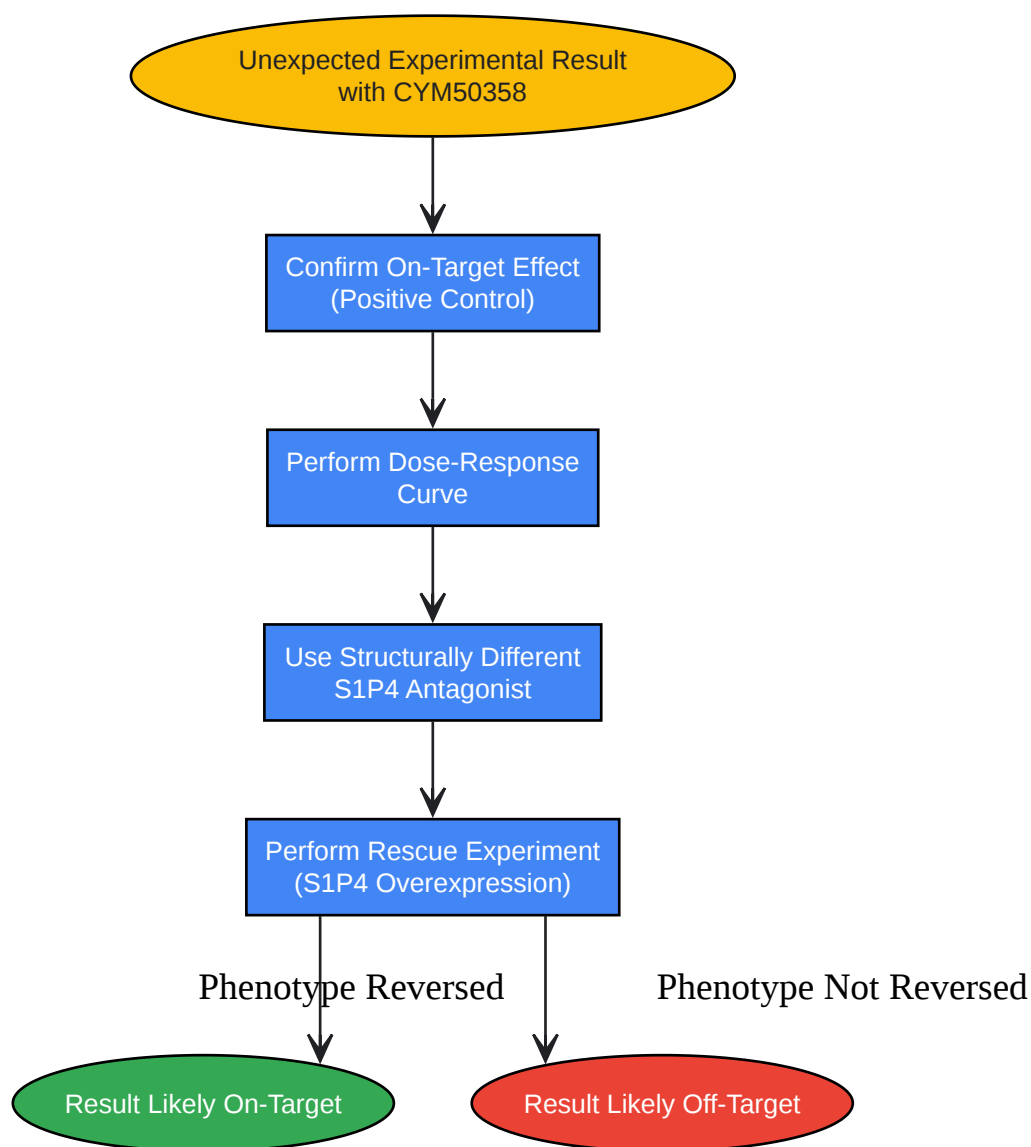 Unexpected Experimental Result
with CYM50358
Confirm On-Target Effect
(Positive Control)
Perform Dose-Response
Curve
Use Structurally Different
S1P4 Antagonist
Perform Rescue Experiment
(S1P4 Overexpression)
Phenotype Reversed
Phenotype Not Reversed
Result Likely On-Target
Result Likely Off-Target